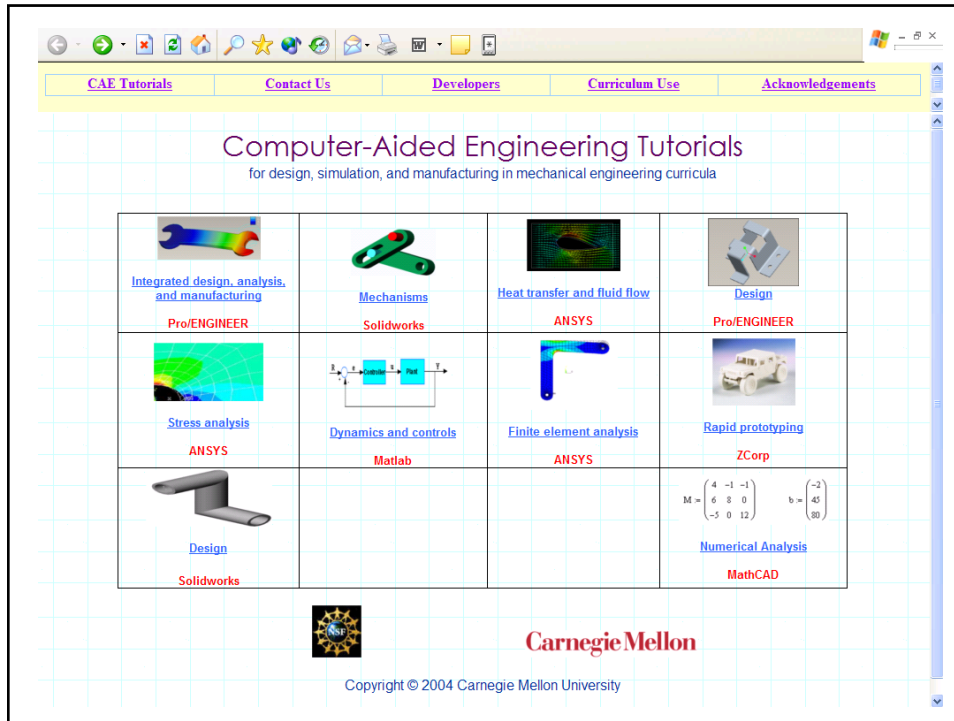 CAE Tutorials Contact Us Developers Curriculum Use Acknowledgements
Computer-Aided Engineering Tutorials
for design, simulation, and manufacturing in mechanical engineering curricula
Integrated design, analysis,
and manufacturing
Pro/ENGINEER
Mechanisms
Solidworks
Heat transfer and fluid flow
ANSYS
Design
Pro/ENGINEER
Stress analysis
ANSYS
R e Controller u Plant Y
+
-
Dynamics and controls
Matlab
Finite element analysis
ANSYS
Rapid prototyping
ZCorp
Design
Solidworks
4 -1 -1 -2
M := 6 8 0 b := 45
-5 0 12 80
Numerical Analysis
MathCAD
NSF
Carnegie Mellon
Copyright © 2004 Carnegie Mellon University